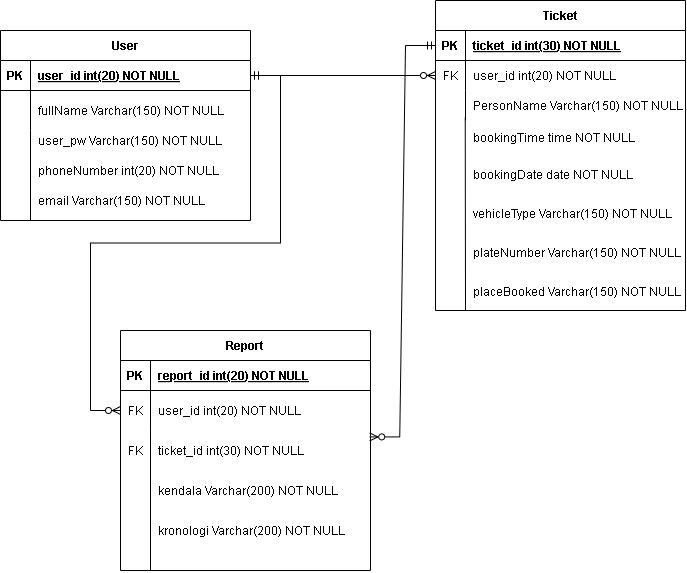 User
PK user_id int(20) NOT NULL
fullName Varchar(150) NOT NULL
user_pw Varchar(150) NOT NULL
phoneNumber int(20) NOT NULL
email Varchar(150) NOT NULL
Ticket
PK ticket_id int(30) NOT NULL
FK user_id int(20) NOT NULL
PersonName Varchar(150) NOT NULL
bookingTime time NOT NULL
bookingDate date NOT NULL
vehicleType Varchar(150) NOT NULL
plateNumber Varchar(150) NOT NULL
placeBooked Varchar(150) NOT NULL
Report
PK report_id int(20) NOT NULL
FK user_id int(20) NOT NULL
FK ticket_id int(30) NOT NULL
kendala Varchar(200) NOT NULL
kronologi Varchar(200) NOT NULL